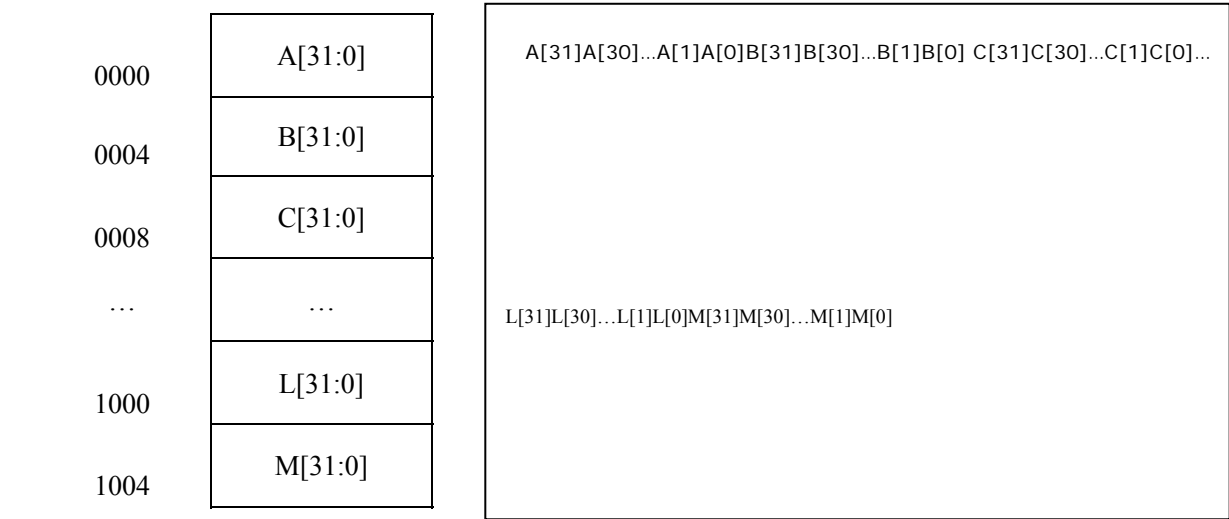 0000 A[31:0]
0004 B[31:0]
0008 C[31:0]
… …
1000 L[31:0]
1004 M[31:0]
A[31]A[30]…A[1]A[0]B[31]B[30]…B[1]B[0] C[31]C[30]…C[1]C[0]…
L[31]L[30]…L[1]L[0]M[31]M[30]…M[1]M[0]